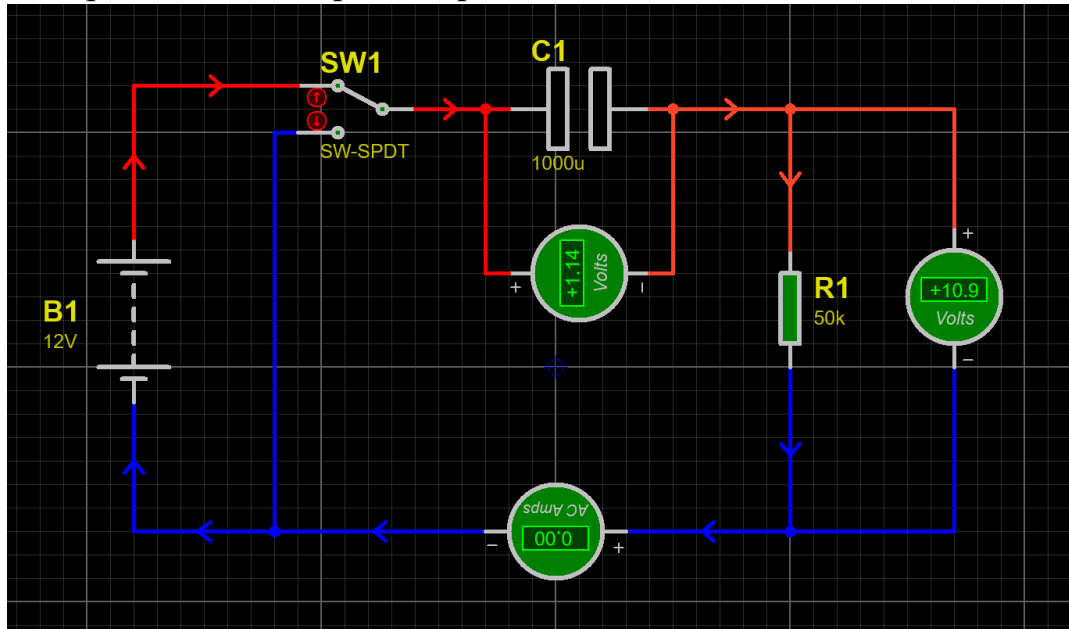 SW1
C1
SW-SPDT
1000u
+1.14
Volts
+
−
B1
12V
R1
50k
+
+10.9
Volts
−
AC Amps
0.00
−
+